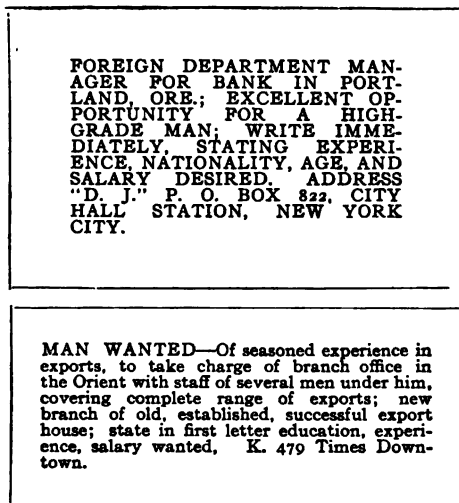 FOREIGN DEPARTMENT MAN-
AGER FOR BANK IN PORT-
LAND, ORE.; EXCELLENT OP-
PORTUNITY FOR A HIGH-
GRADE MAN; WRITE IMME-
DIATELY, STATING EXPERI-
ENCE, NATIONALITY, AGE, AND
SALARY DESIRED. ADDRESS
"D. J." P. O. BOX 822, CITY
HALL STATION, NEW YORK
CITY.
MAN WANTED—Of seasoned experience in
exports, to take charge of branch office in
the Orient with staff of several men under him,
covering complete range of exports; new
branch of old, established, successful export
house; state in first letter education, experi-
ence, salary wanted, K. 479 Times Down-
town.